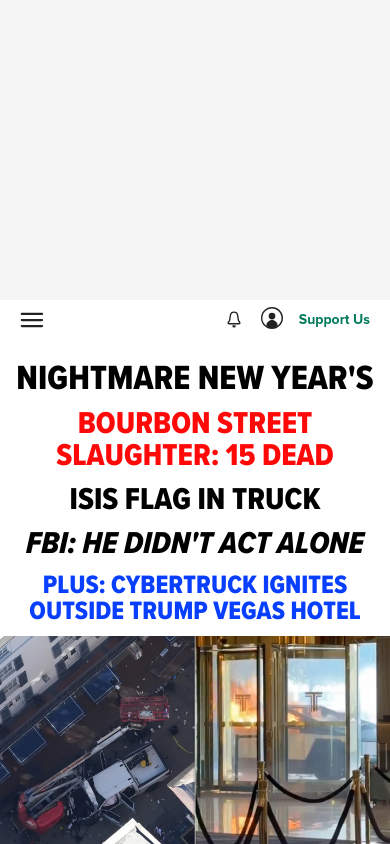 Support Us
NIGHTMARE NEW YEAR'S
BOURBON STREET
SLAUGHTER: 15 DEAD
ISIS FLAG IN TRUCK
FBI: HE DIDN'T ACT ALONE
PLUS: CYBERTRUCK IGNITES
OUTSIDE TRUMP VEGAS HOTEL